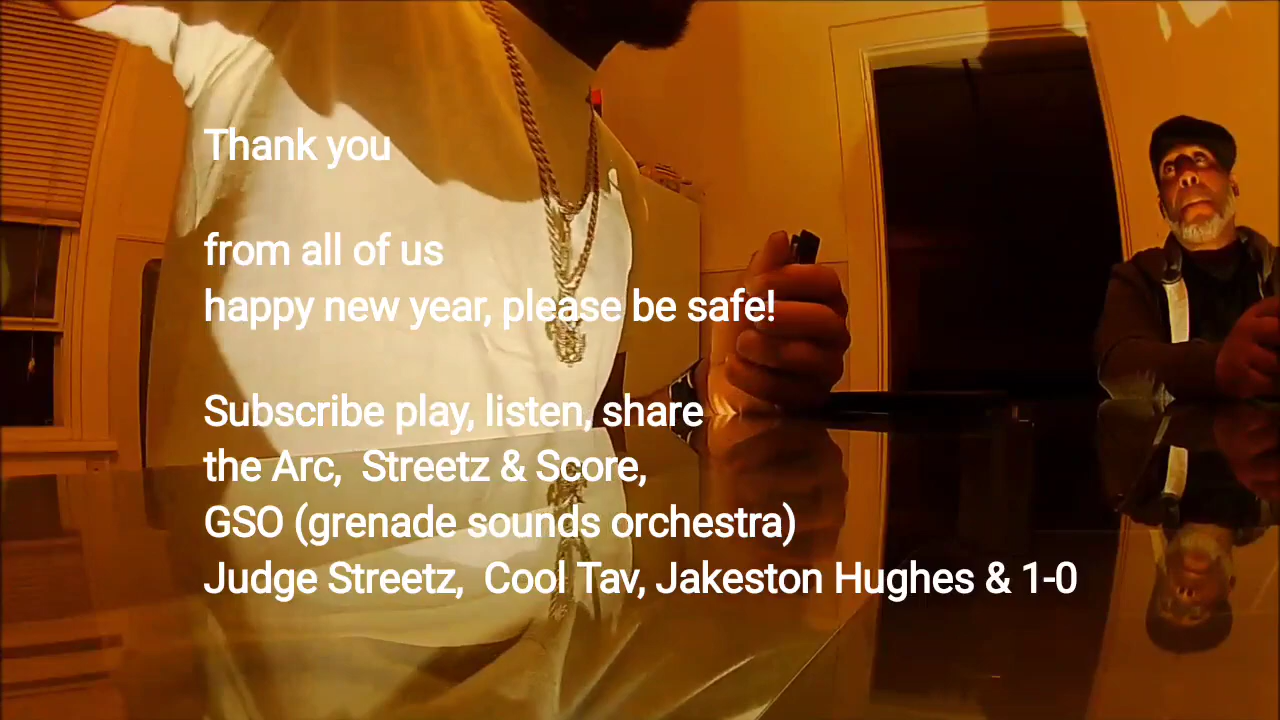 Thank you
from all of us
happy new year, please be safe!
Subscribe play, listen, share
the Arc,  Streetz & Score,
GSO (grenade sounds orchestra)
Judge Streetz,  Cool Tav, Jakeston Hughes & 1-0